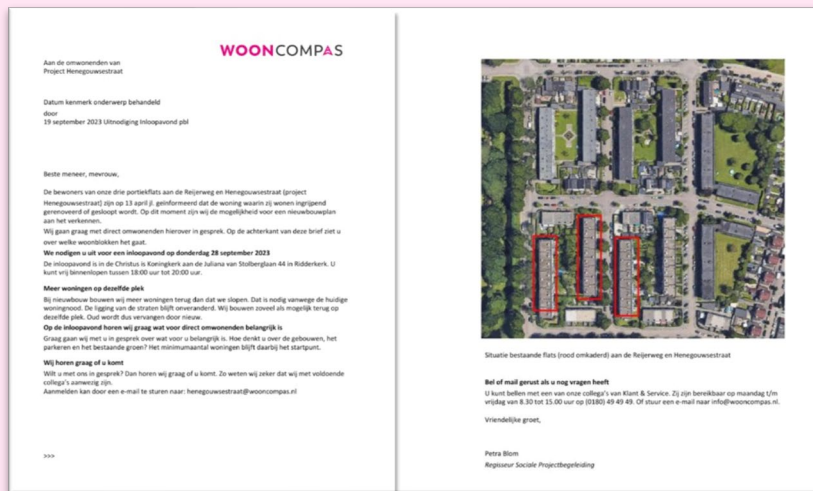 WOONCOMPAS
Aan de omwonenden van
Project Henegouwsestraat
Datum kenmerk onderwerp behandeld
door
19 september 2023 Uitnodiging Inloopavond pbl
Beste meneer, mevrouw,
De bewoners van onze drie portiekflats aan de Reijerweg en Henegouwsestraat (project
Henegouwsestraat) zijn op 13 april jl. geïnformeerd dat de woning waarin zij wonen ingrijpend
gerenoveerd of gesloopt wordt. Op dit moment zijn wij de mogelijkheid voor een nieuwbouwplan
aan het verkennen.
Wij gaan graag met direct omwonenden hierover in gesprek. Op de achterkant van deze brief ziet u
over welke woonblokken het gaat.
We nodigen u uit voor een inloopavond op donderdag 28 september 2023
De inloopavond is in de Christus is Koningkerk aan de Juliana van Stolberglaan 44 in Ridderkerk. U
kunt vrij binnenlopen tussen 18:00 uur tot 20:00 uur.
Meer woningen op dezelfde plek
Bij nieuwbouw bouwen wij meer woningen terug dan dat we slopen. Dat is nodig vanwege de huidige
woningnood. De ligging van de straten blijft onveranderd. Wij bouwen zoveel als mogelijk terug op
dezelfde plek. Oud wordt dus vervangen door nieuw.
Op de inloopavond horen wij graag wat voor direct omwonenden belangrijk is
Graag gaan wij met u in gesprek over wat voor u belangrijk is. Hoe denkt u over de gebouwen, het
parkeren en het bestaande groen? Het minimumaantal woningen blijft daarbij het startpunt.
Wij horen graag of u komt
Wilt u met ons in gesprek? Dan horen wij graag of u komt. Zo weten wij zeker dat wij met voldoende
collega's aanwezig zijn.
Aanmelden kan door een e-mail te sturen naar: henegouwsestraat@wooncompas.nl
>>>
Situatie bestaande flats (rood omkaderd) aan de Reijerweg en Henegouwsestraat
Bel of mail gerust als u nog vragen heeft
U kunt bellen met een van onze collega's van Klant & Service. Zij zijn bereikbaar op maandag t/m
vrijdag van 8.30 tot 15.00 uur op (0180) 49 49 49. Of stuur een e-mail naar info@wooncompas.nl.
Vriendelijke groet,
Petra Blom
Regisseur Sociale Projectbegeleiding